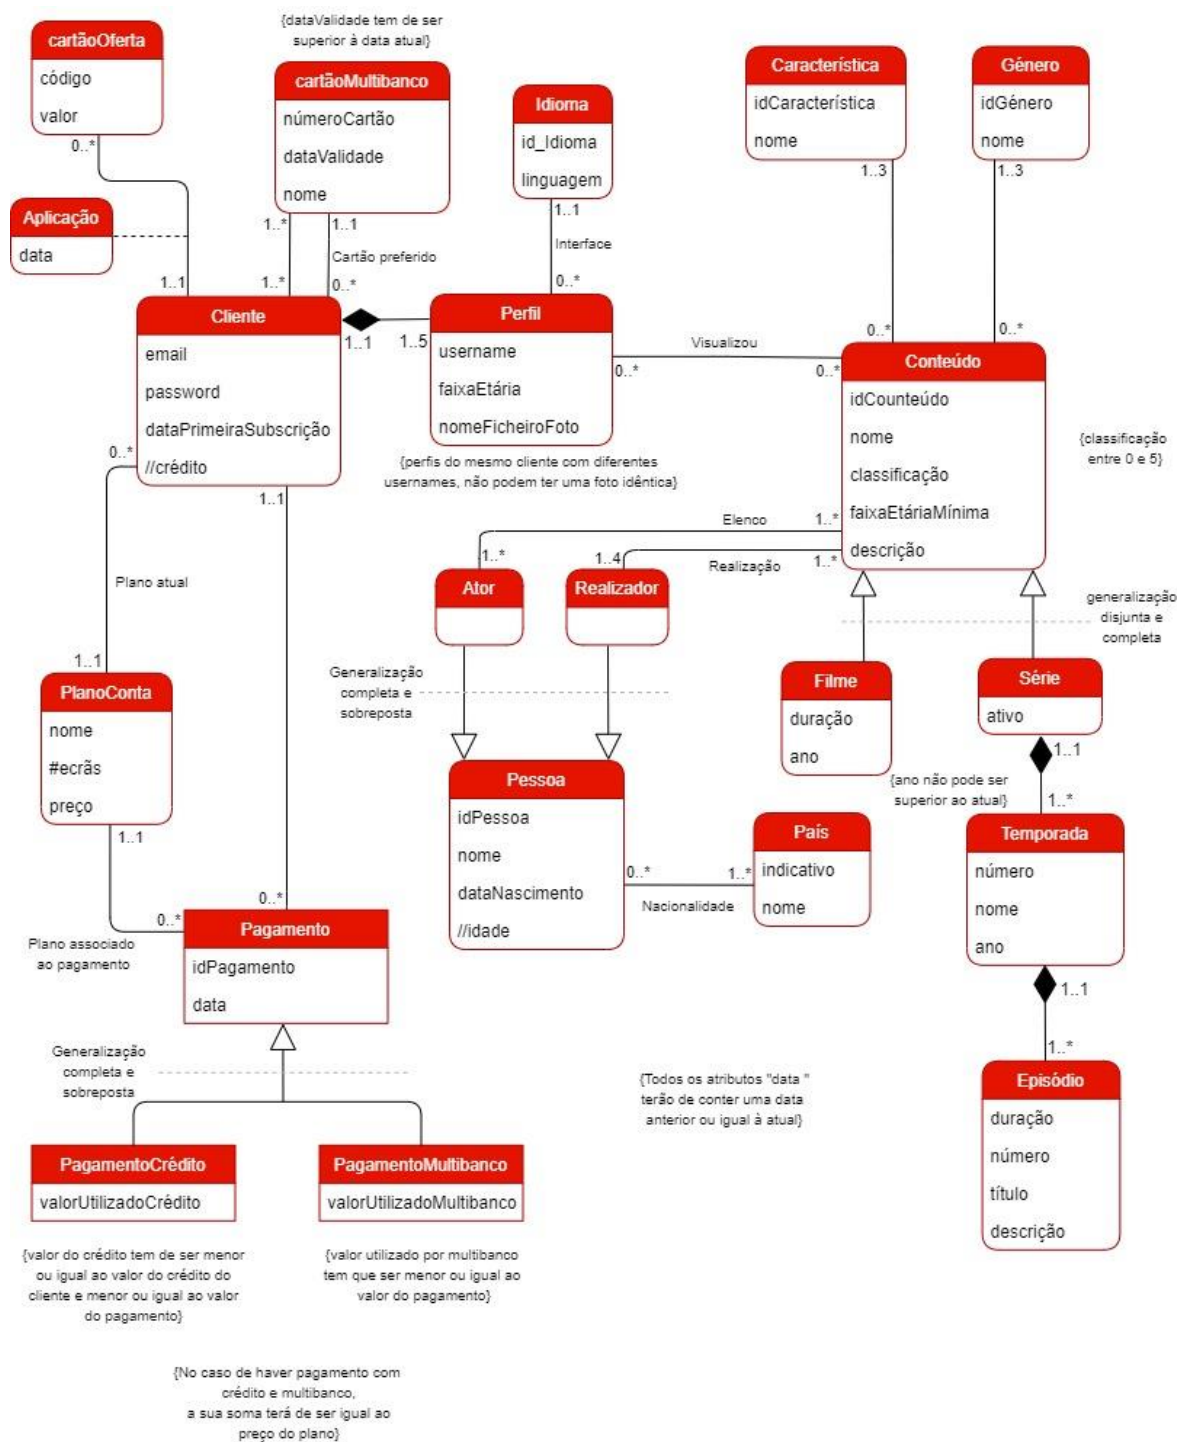 {dataValidade tem de ser
superior à data atual}
cartãoOferta
código
valor
0..*
cartãoMultibanco
númeroCartão
dataValidade
nome
1..*
1..1
Cartão preferido
1..*
0..*
Idioma
id_Idioma
linguagem
1..1
Interface
0..*
Característica
idCaracterística
nome
1..3
0..*
Género
idGénero
nome
1..3
0..*
Aplicação
data
1..1
Cliente
email
password
dataPrimeiraSubscrição
//crédito
1..1
1..5
Perfil
username
faixaEtária
nomeFicheiroFoto
{perfis do mesmo cliente com diferentes
usernames, não podem ter uma foto idêntica}
Visualizou
0..*
0..*
Conteúdo
idCounteúdo
nome
classificação
faixaEtáriaMínima
descrição
{classificação
entre 0 e 5}
0..*
Plano atual
1..1
1..1
Elenco
1..*
1..*
1..4
Realização
1..*
Ator
Realizador
Generalização
completa e
sobreposta
generalização
disjunta e
completa
PlanoConta
nome
#ecrãs
preço
1..1
Filme
duração
ano
Série
ativo
1..1
{ano não pode ser
superior ao atual}
1..*
Pessoa
idPessoa
nome
dataNascimento
//idade
0..*
1..*
Nacionalidade
País
indicativo
nome
Temporada
número
nome
ano
1..1
1..*
0..*
0..*
Plano associado
ao pagamento
Pagamento
idPagamento
data
Generalização
completa e
sobreposta
{Todos os atributos "data "
terão de conter uma data
anterior ou igual à atual}
Episódio
duração
número
título
descrição
PagamentoCrédito
valorUtilizadoCrédito
PagamentoMultibanco
valorUtilizadoMultibanco
{valor do crédito tem de ser menor
ou igual ao valor do crédito do
cliente e menor ou igual ao valor
do pagamento}
{valor utilizado por multibanco
tem que ser menor ou igual ao
valor do pagamento}
{No caso de haver pagamento com
crédito e multibanco,
a sua soma terá de ser igual ao
preço do plano}